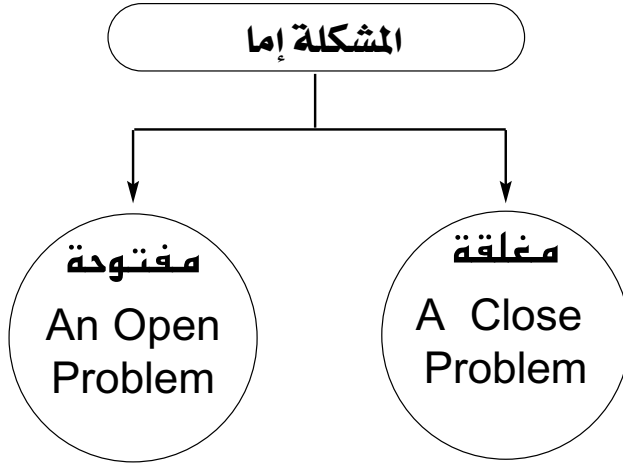 المشكلة إما
مغلقة
A Close
Problem
مفتوحة
An Open
Problem